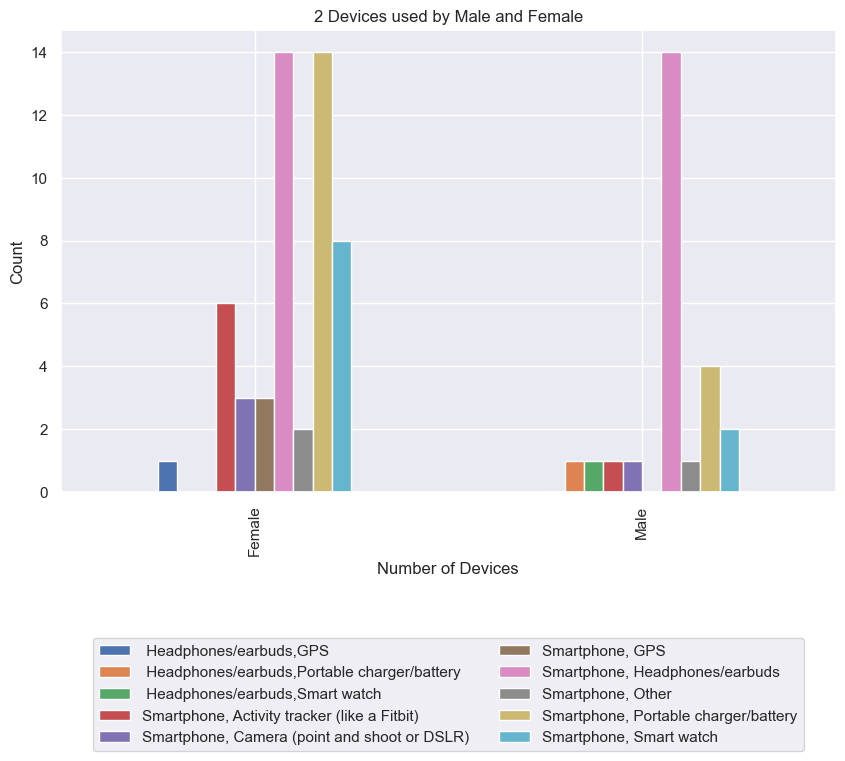 2 Devices used by Male and Female
14
12
10
8
6
4
2
0
Count
Female
Male
Number of Devices
Headphones/earbuds,GPS
Headphones/earbuds,Portable charger/battery
Headphones/earbuds,Smart watch
Smartphone, Activity tracker (like a Fitbit)
Smartphone, Camera (point and shoot or DSLR)
Smartphone, GPS
Smartphone, Headphones/earbuds
Smartphone, Other
Smartphone, Portable charger/battery
Smartphone, Smart watch